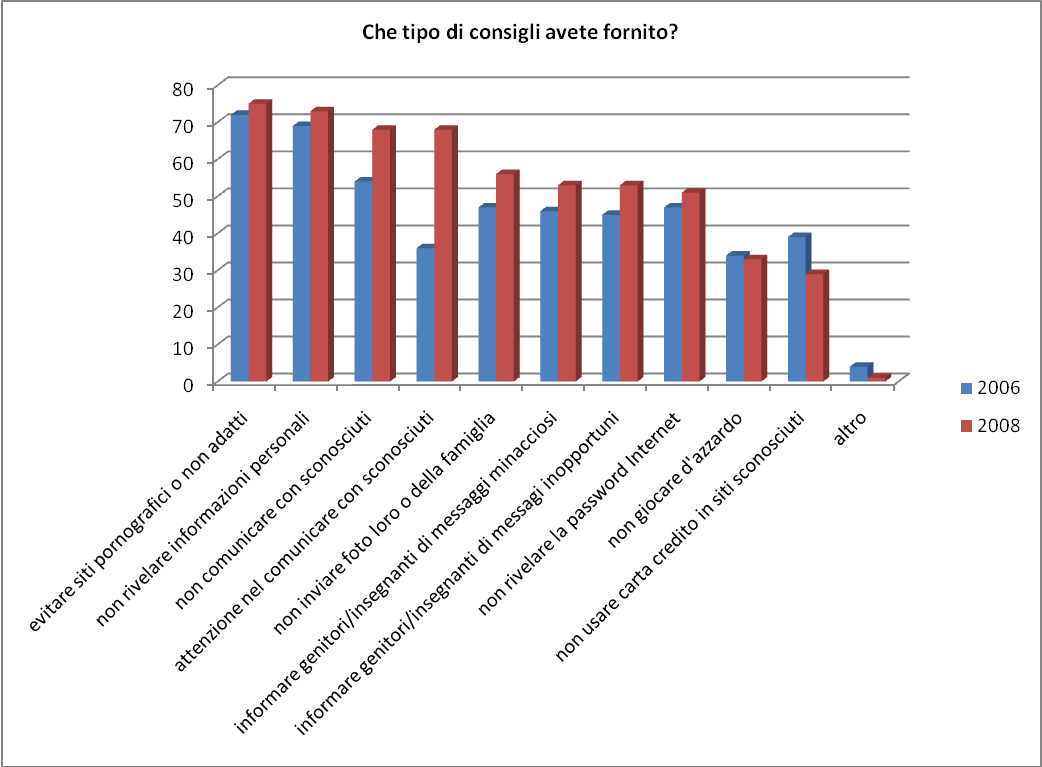 Che tipo di consigli avete fornito?
80
70
60
50
40
30
20
10
0
evitare siti pornografici o non adatti
non rivelare informazioni personali
non comunicare con sconosciuti
attenzione nel comunicare con sconosciuti
non inviare foto loro o della famiglia
informare genitori/insegnanti di messaggi minacciosi
informare genitori/insegnanti di messagi inopportuni
non rivelare la password Internet
non giocare d'azzardo
non usare carta credito in siti sconosciuti
altro
2006
2008